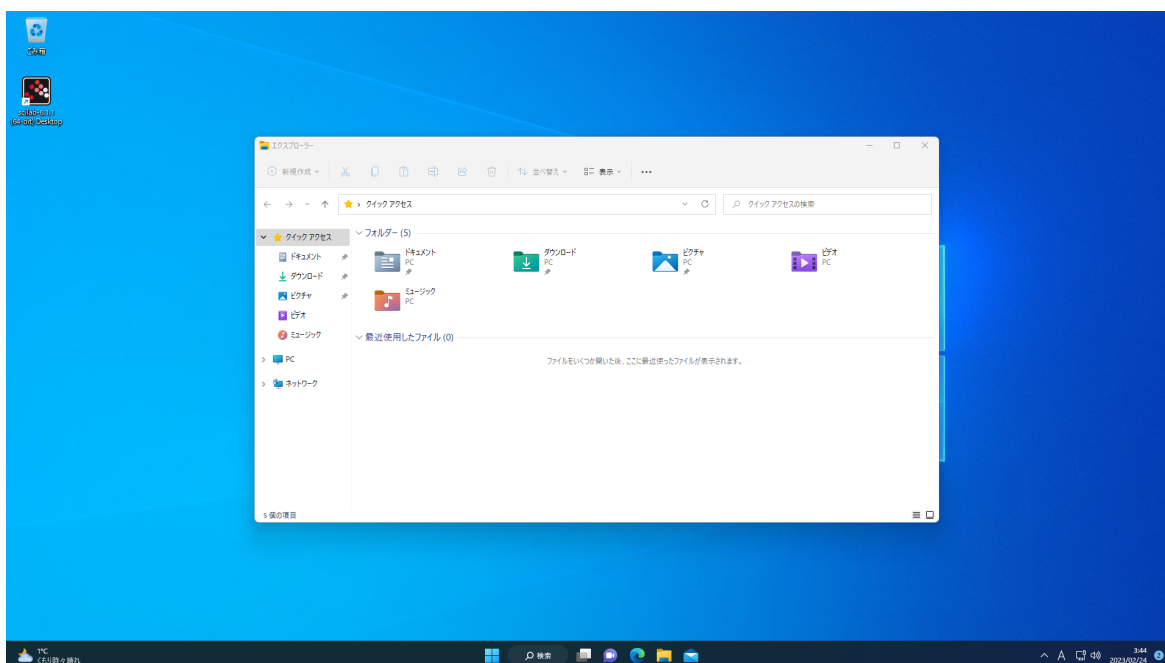 ごみ箱
scilab-6.1.1
(64-bit) Desktop
エクスプローラー
新規作成
並べ替え
表示
クイック アクセス
クイック アクセスの検索
クイック アクセス
ドキュメント
ダウンロード
ピクチャ
ビデオ
ミュージック
PC
ネットワーク
フォルダー (5)
ドキュメント
PC
ダウンロード
PC
ピクチャ
PC
ビデオ
PC
ミュージック
PC
最近使用したファイル (0)
ファイルをいくつか開いた後、ここに最近使ったファイルが表示されます。
5 個の項目
1°C
くもり時々晴れ
検索
A
3:44
2023/02/24
2